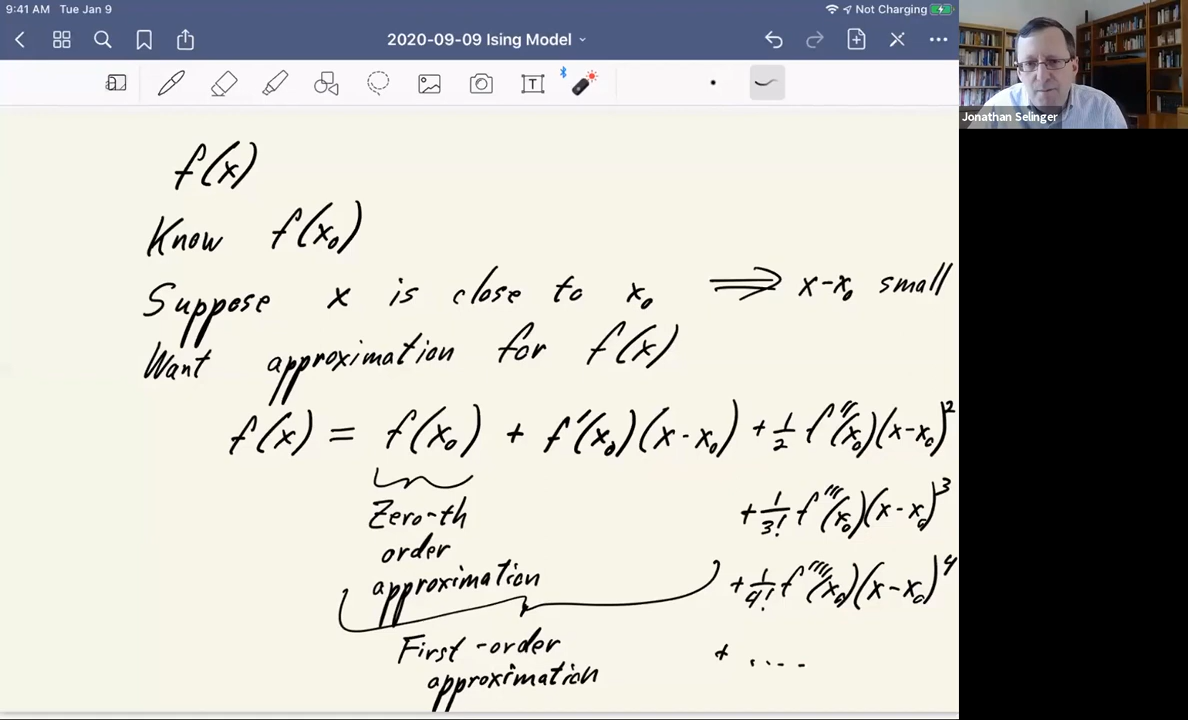 9:41 AM Tue Jan 9
Not Charging
2020-09-09 Ising Model
T
Jonathan Selinger
f(x)
Know f(x₀)
Suppose x is close to x₀ ⟹ x-x₀ small
Want approximation for f(x)
f(x) = f(x₀) + f'(x₀)(x-x₀) + 1/2 f''(x₀)(x-x₀)²
+ 1/3! f'''(x₀)(x-x₀)³
+ 1/4! f''''(x₀)(x-x₀)⁴
+ ....
Zero-th
order
approximation
First-order
approximation